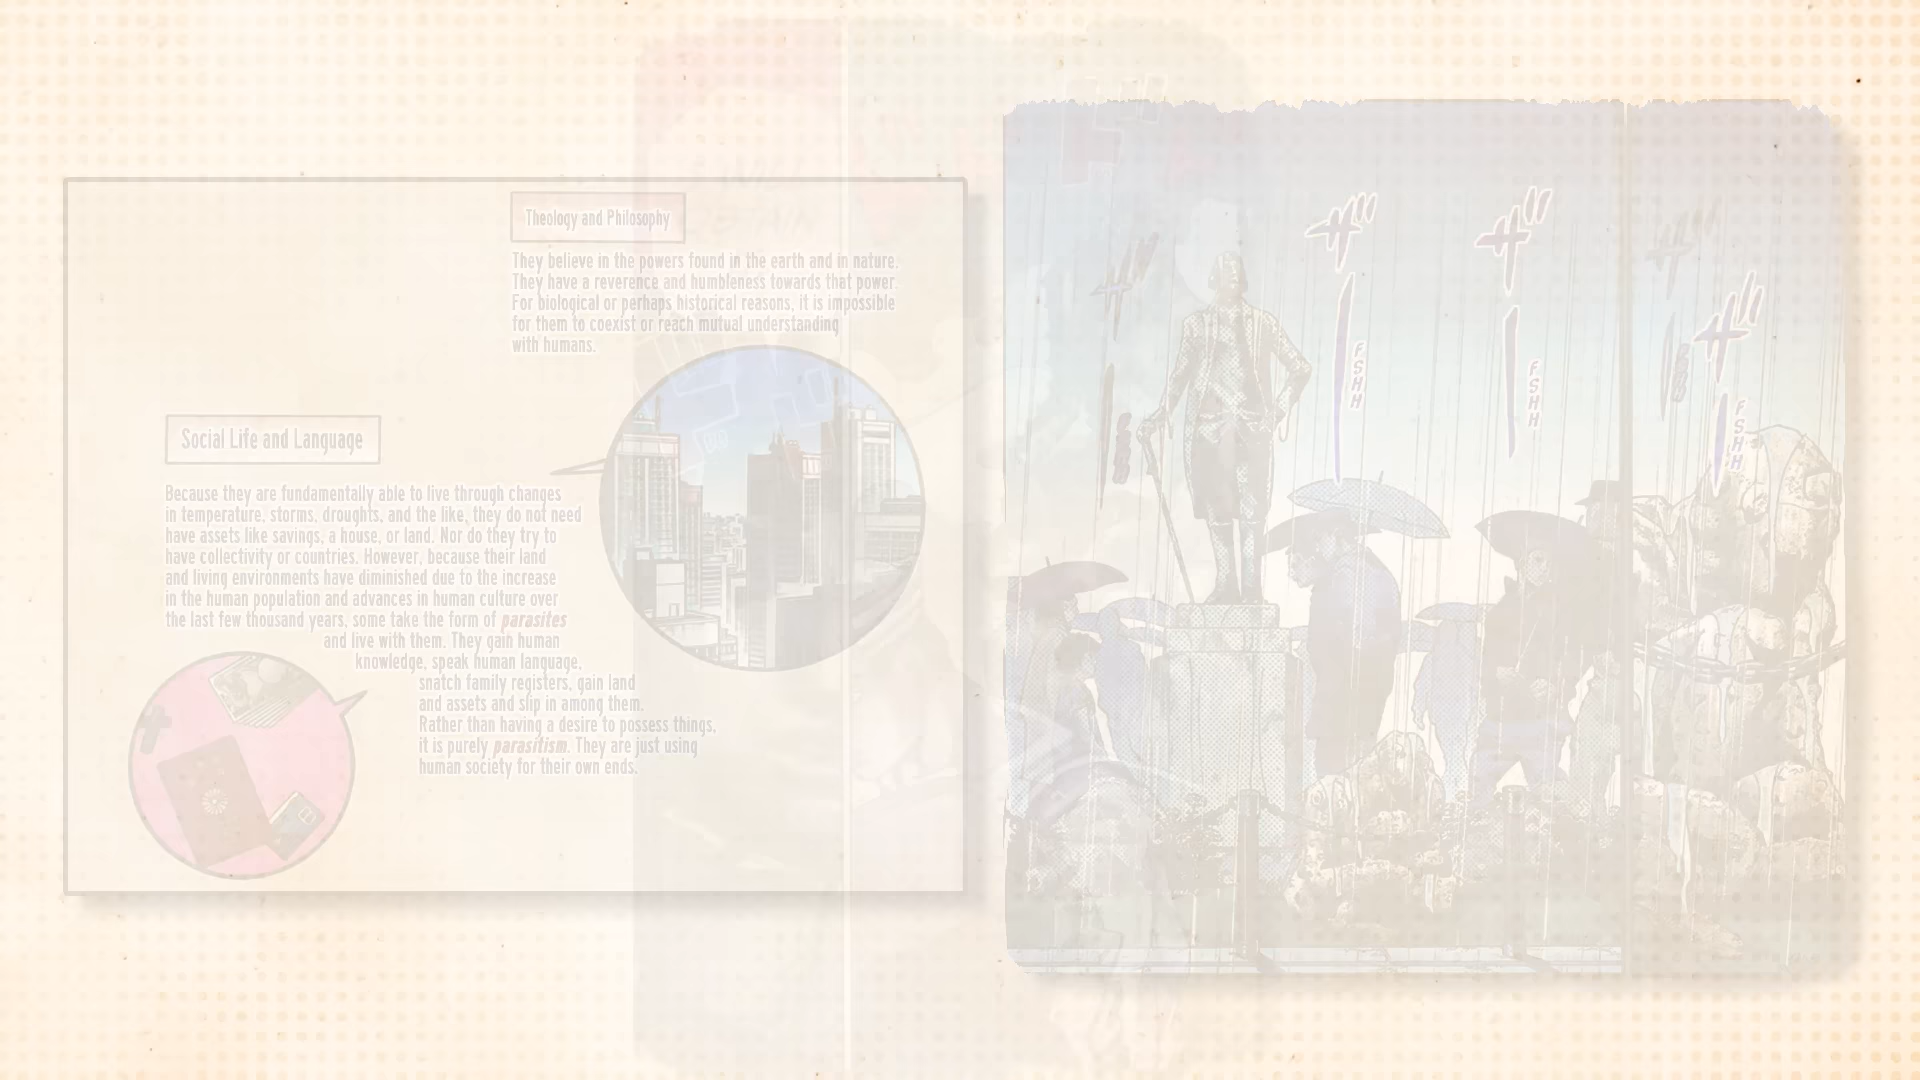 Theology and Philosophy
They believe in the powers found in the earth and in nature.
They have a reverence and humbleness towards that power.
For biological or perhaps historical reasons, it is impossible
for them to coexist or reach mutual understanding
with humans.
Social Life and Language
Because they are fundamentally able to live through changes
in temperature, storms, droughts, and the like, they do not need
have assets like savings, a house, or land. Nor do they try to
have collectivity or countries. However, because their land
and living environments have diminished due to the increase
in the human population and advances in human culture over
the last few thousand years, some take the form of parasites
and live with them. They gain human
knowledge, speak human language,
snatch family registers, gain land
and assets and slip in among them.
Rather than having a desire to possess things,
it is purely parasitism. They are just using
human society for their own ends.
ザー
FSHH
ザー
FSHH
ザー
FSHH